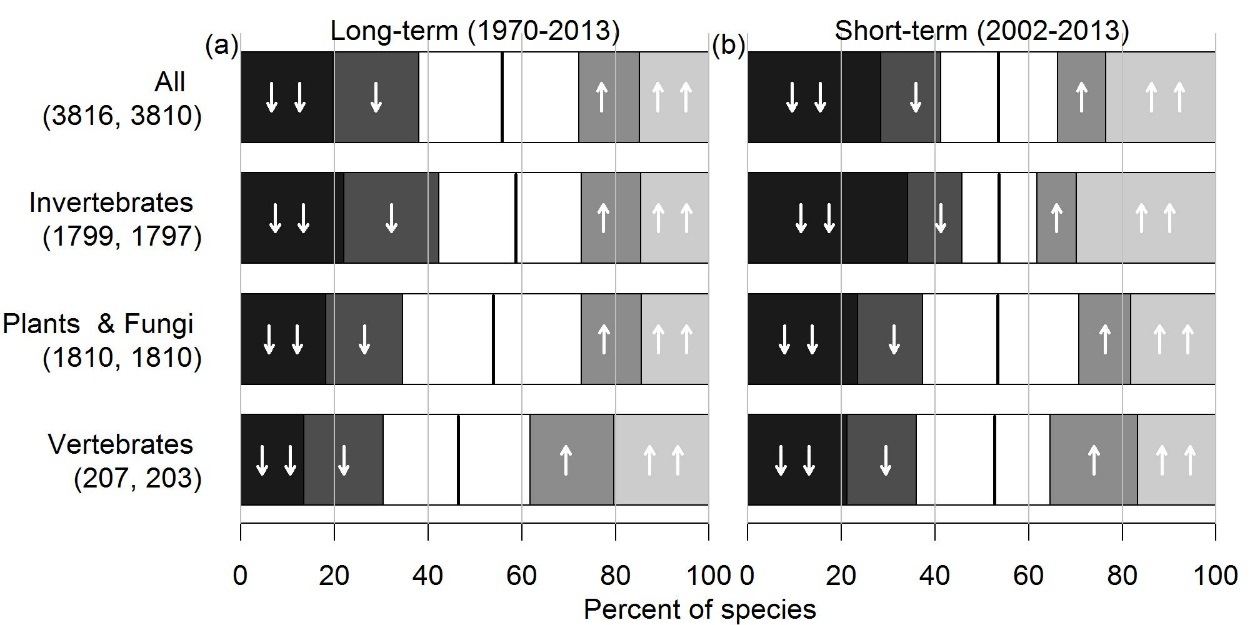 (a) Long-term (1970-2013)
(b) Short-term (2002-2013)
All
(3816, 3810)
Invertebrates
(1799, 1797)
Plants & Fungi
(1810, 1810)
Vertebrates
(207, 203)
0 20 40 60 80 100
0 20 40 60 80 100
Percent of species